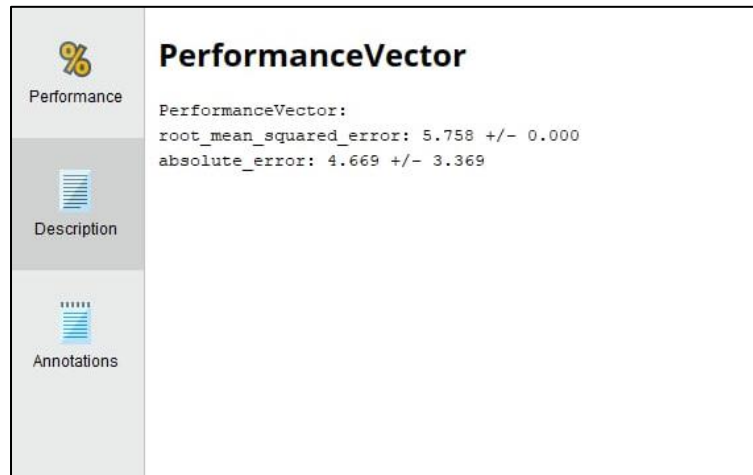 PerformanceVector
Performance
PerformanceVector:
root_mean_squared_error: 5.758 +/- 0.000
absolute_error: 4.669 +/- 3.369
Description
Annotations